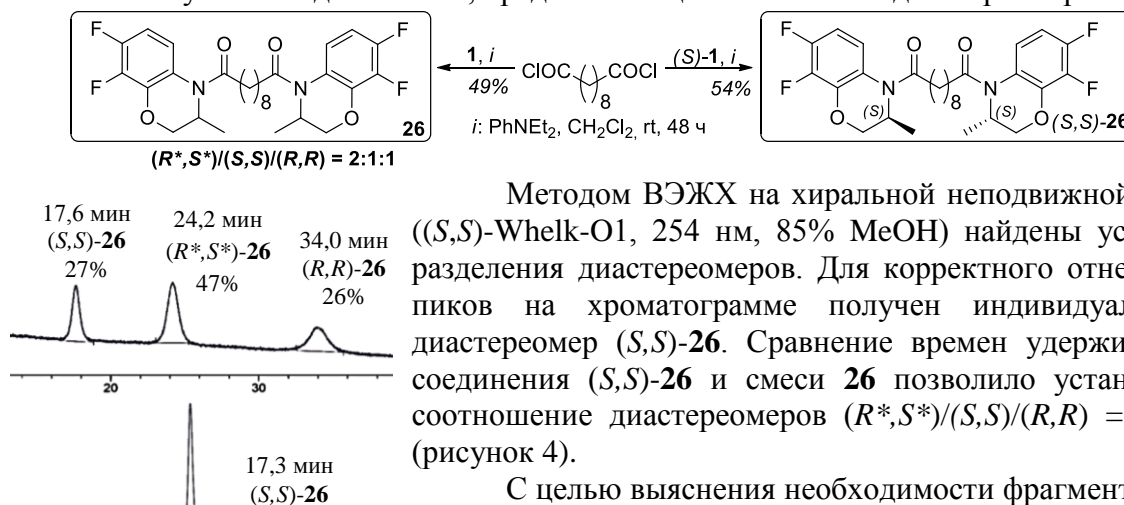 F
O
O
F
F
N
N
F
8
O
O
26
(R*,S*)/(S,S)/(R,R) = 2:1:1
1, i
49%
ClOC
COCl
8
(S)-1, i
54%
i: PhNEt2, CH2Cl2, rt, 48 ч
F
O
O
F
F
N
N
F
8
(S)
(S)
O
O
(S,S)-26
17,6 мин
(S,S)-26
27%
24,2 мин
(R*,S*)-26
47%
34,0 мин
(R,R)-26
26%
20
30
17,3 мин
(S,S)-26
Методом ВЭЖХ на хиральной неподвижной
((S,S)-Whelk-O1, 254 нм, 85% MeOH) найдены ус
разделения диастереомеров. Для корректного отне
пиков на хроматограмме получен индивидуал
диастереомер (S,S)-26. Сравнение времен удержи
соединения (S,S)-26 и смеси 26 позволило устан
соотношение диастереомеров (R*,S*)/(S,S)/(R,R) =
(рисунок 4).
С целью выяснения необходимости фрагмент